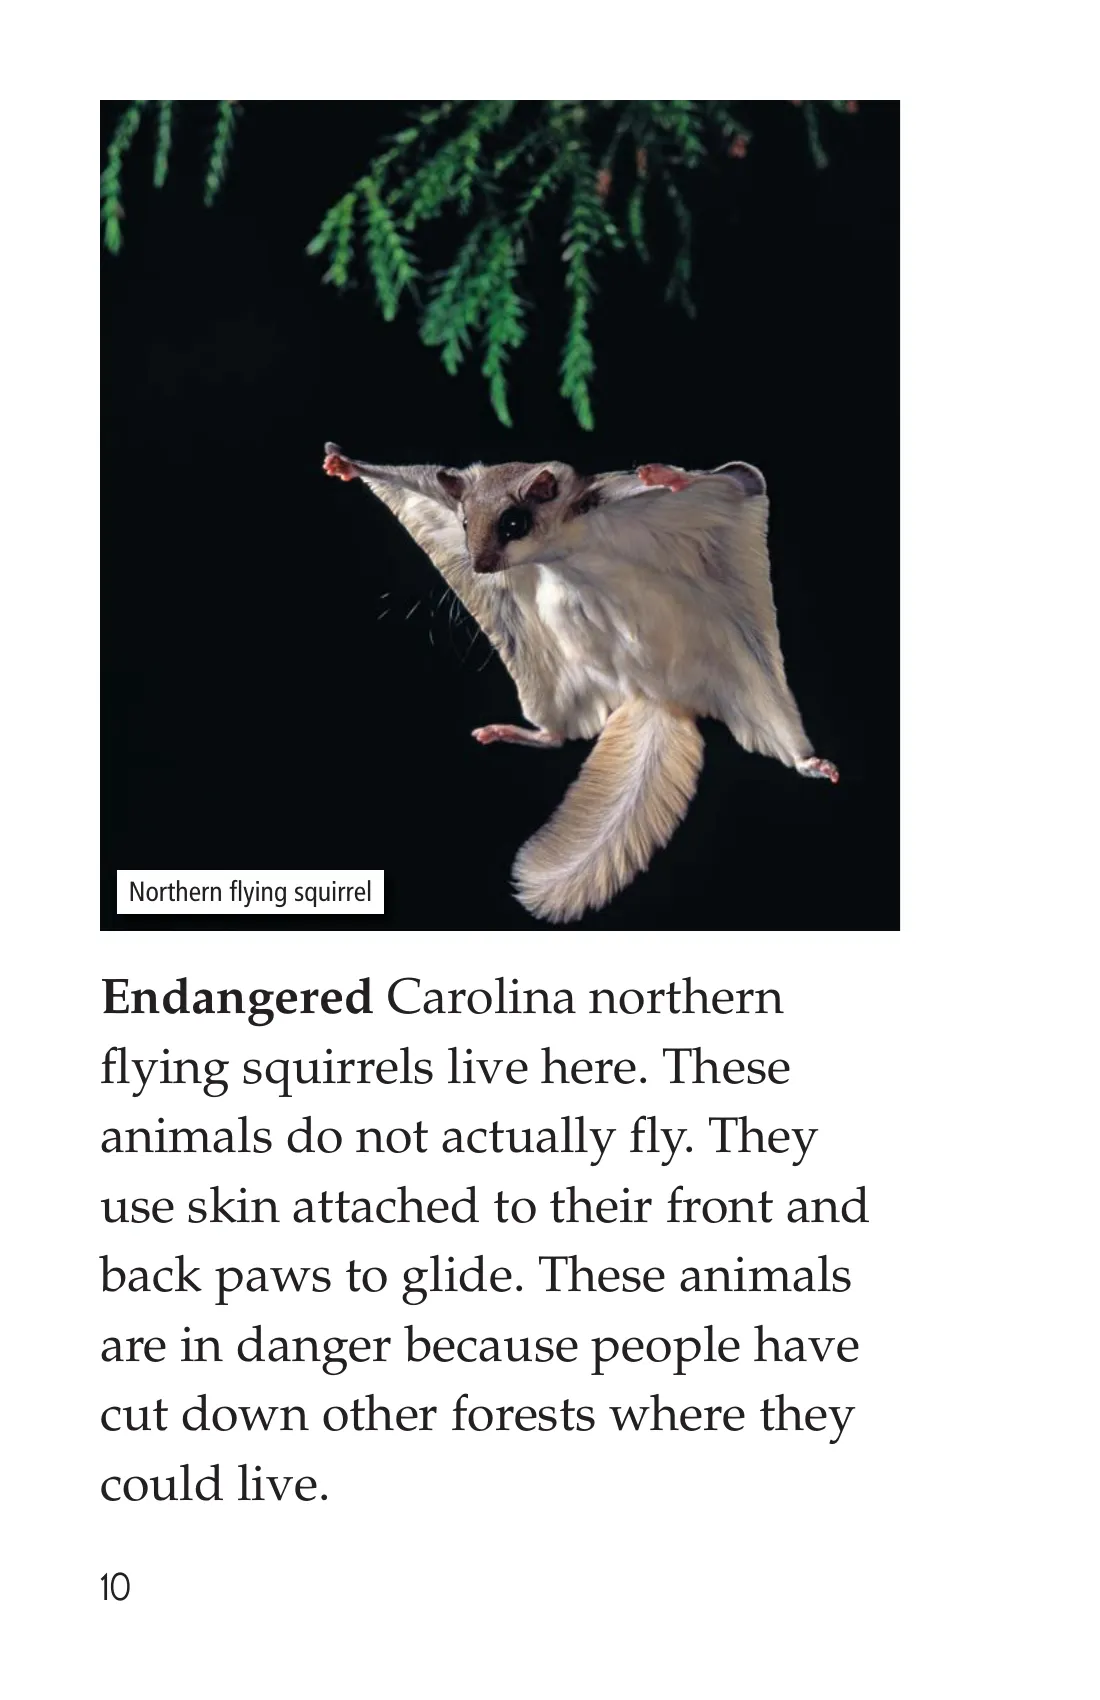 Northern flying squirrel
Endangered Carolina northern
flying squirrels live here. These
animals do not actually fly. They
use skin attached to their front and
back paws to glide. These animals
are in danger because people have
cut down other forests where they
could live.
10